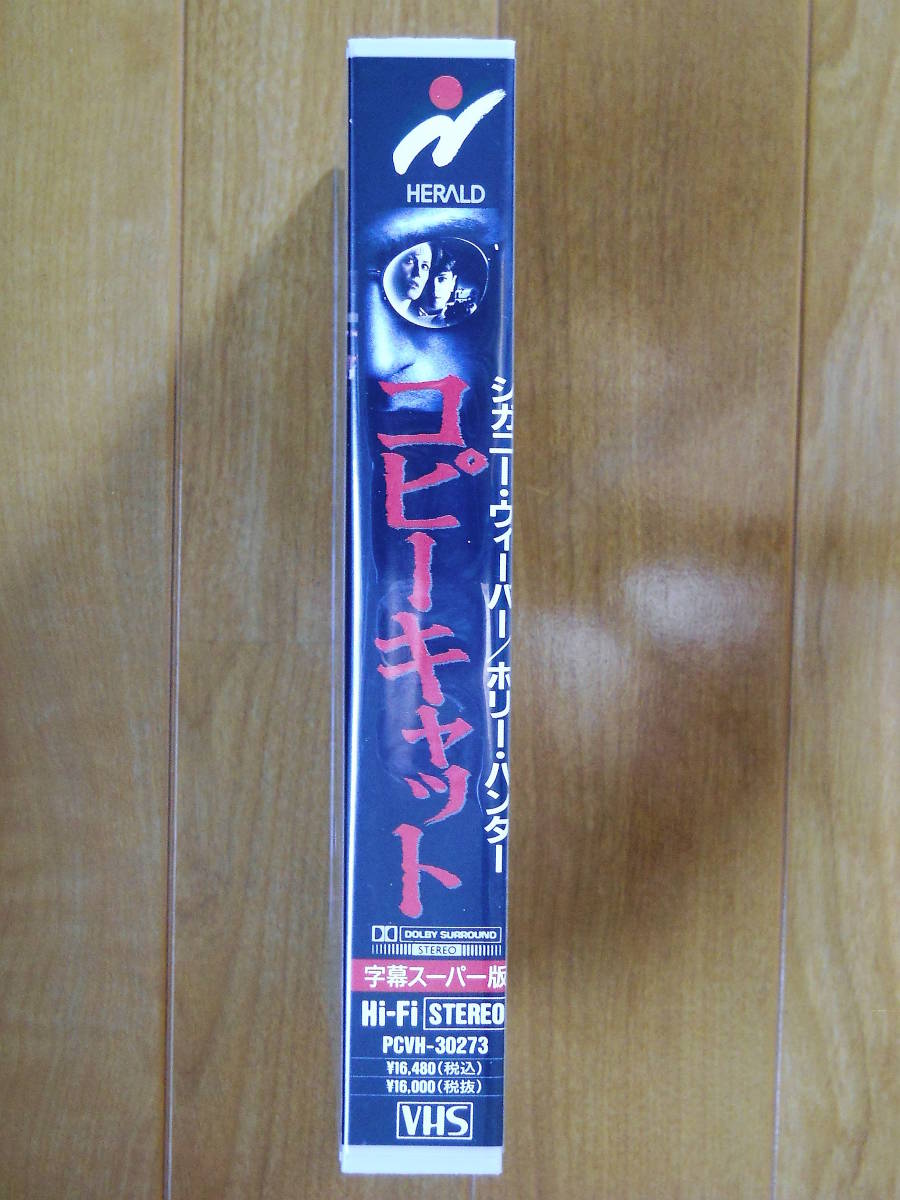 HERALD
コピーキャット
シガニー・ウィーバー/ホリー・ハンター
DOLBY SURROUND
STEREO
字幕スーパー版
Hi-Fi STEREO
PCVH-30273
¥16,480(税込)
¥16,000(税抜)
VHS